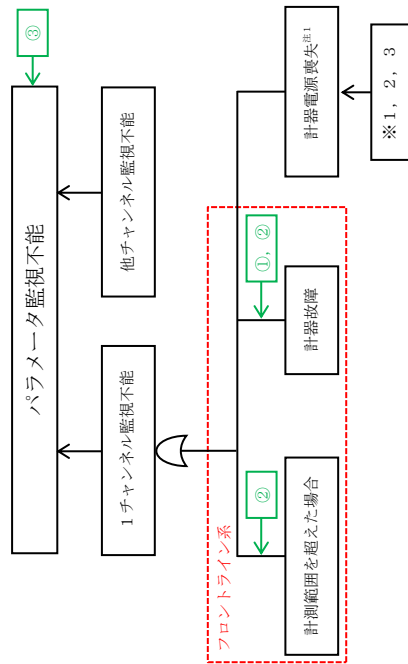 ③
パラメータ監視不能
1チャンネル監視不能
他チャンネル監視不能
フロントライン系
②
①，②
計測範囲を超えた場合
計器故障
計器電源喪失注1
※1，2，3